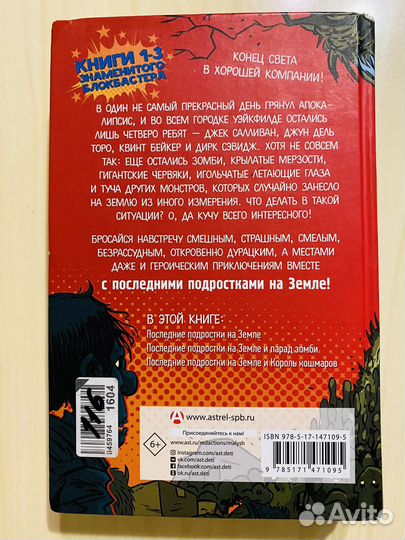 КНИГИ 1-3
ЗНАМЕНИТОГО
БЛОКБАСТЕРА
КОНЕЦ СВЕТА
В ХОРОШЕЙ КОМПАНИИ!
В ОДИН НЕ САМЫЙ ПРЕКРАСНЫЙ ДЕНЬ ГРЯНУЛ АПОКА-
ЛИПСИС, И ВО ВСЕМ ГОРОДКЕ УЭЙКФИЛДЕ ОСТАЛИСЬ
ЛИШЬ ЧЕТВЕРО РЕБЯТ – ДЖЕК САЛЛИВАН, ДЖУН ДЕЛЬ
ТОРО, КВИНТ БЕЙКЕР И ДИРК СЭВИДЖ. ХОТЯ НЕ СОВСЕМ
ТАК: ЕЩЕ ОСТАЛИСЬ ЗОМБИ, КРЫЛАТЫЕ МЕРЗОСТИ,
ГИГАНТСКИЕ ЧЕРВЯКИ, ИГОЛЬЧАТЫЕ ЛЕТАЮЩИЕ ГЛАЗА
И ТУЧА ДРУГИХ МОНСТРОВ, КОТОРЫХ СЛУЧАЙНО ЗАНЕСЛО
НА ЗЕМЛЮ ИЗ ИНОГО ИЗМЕРЕНИЯ. ЧТО ДЕЛАТЬ В ТАКОЙ
СИТУАЦИИ? О, ДА КУЧУ ВСЕГО ИНТЕРЕСНОГО!
БРОСАЙСЯ НАВСТРЕЧУ СМЕШНЫМ, СТРАШНЫМ, СМЕЛЫМ,
БЕЗРАССУДНЫМ, ОТКРОВЕННО ДУРАЦКИМ, А МЕСТАМИ
ДАЖЕ И ГЕРОИЧЕСКИМ ПРИКЛЮЧЕНИЯМ ВМЕСТЕ
С ПОСЛЕДНИМИ ПОДРОСТКАМИ НА ЗЕМЛЕ!
В ЭТОЙ КНИГЕ:
Последние подростки на Земле
Последние подростки на Земле и парад зомби
Последние подростки на Земле и Король кошмаров
1604
459764
716
www.astrel-spb.ru
6+
Присоединяйтесь к нам!
www.ast.ru/redactions/malysh
instagram.com/ast.deti
vk.com/ast.deti
facebook.com/ast.deti
ok.ru/ast.deti
ISBN 978-5-17-147109-5
9 785171 471095
Avito